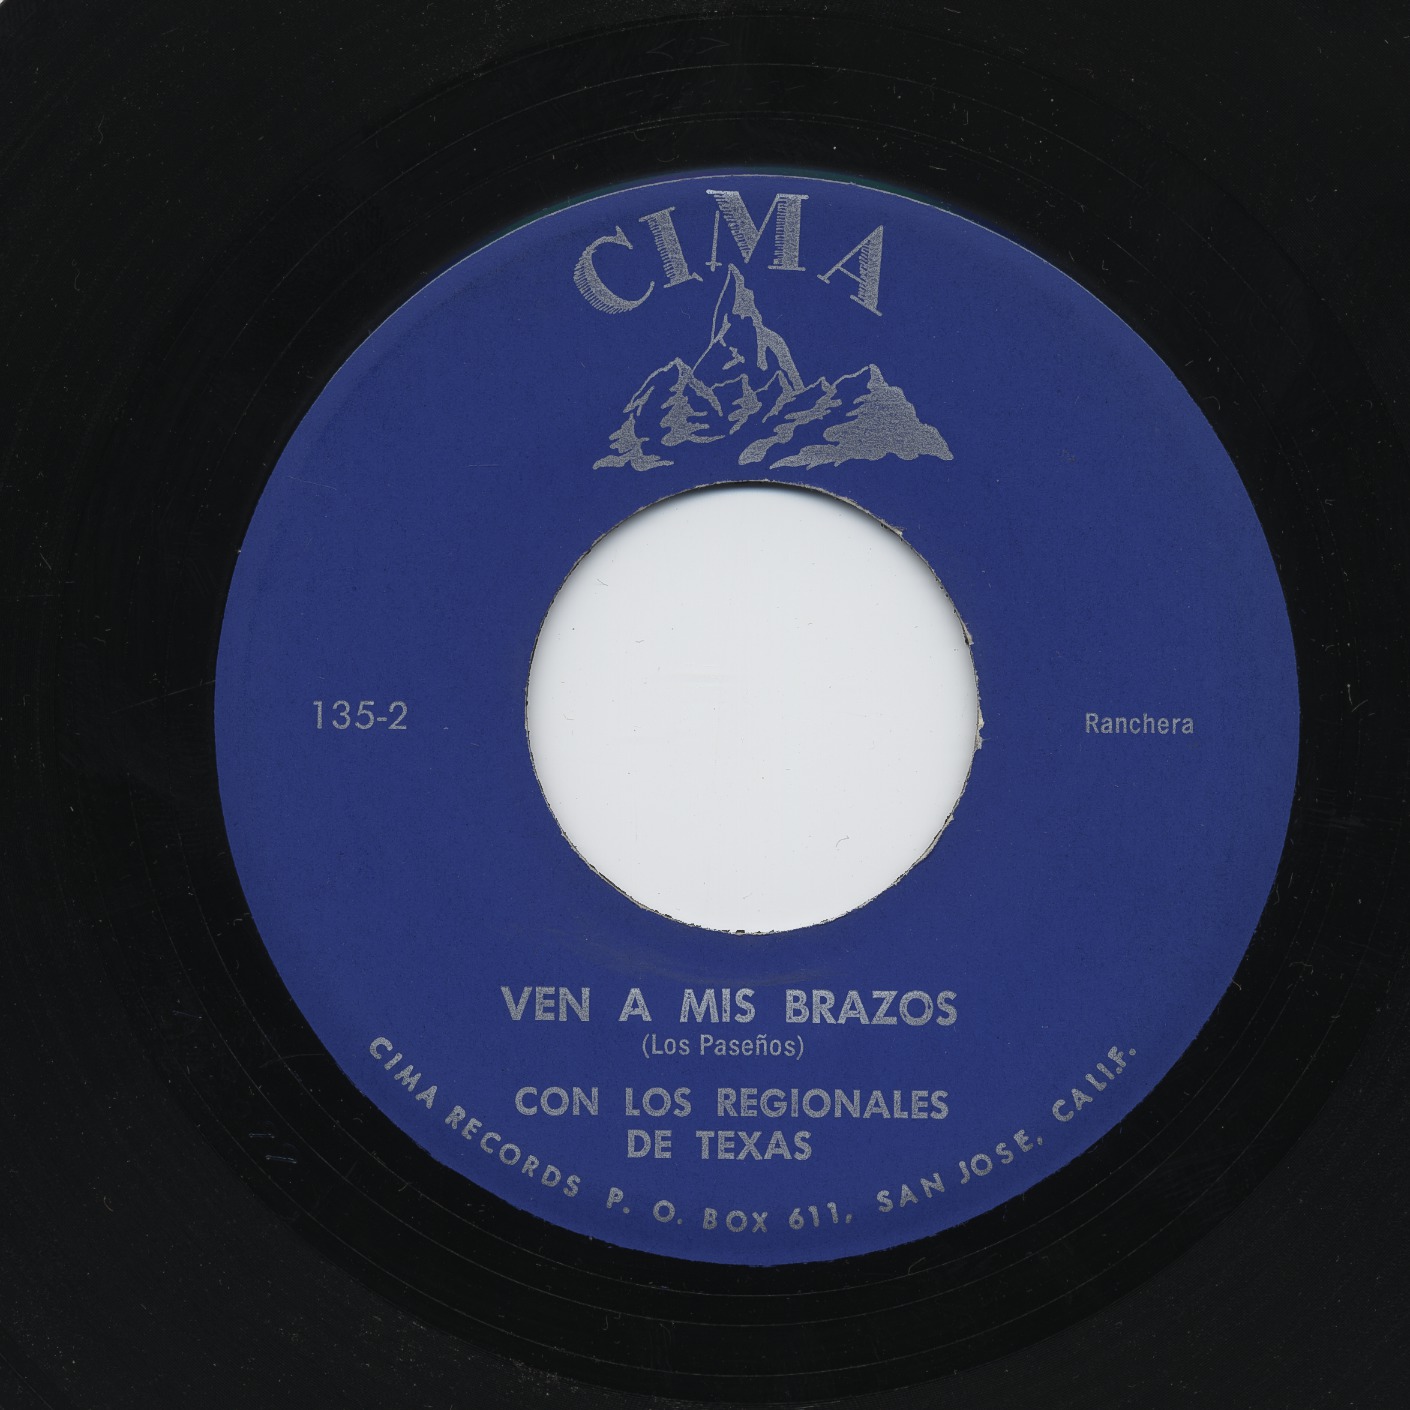 CIMA
135-2
Ranchera
VEN A MIS BRAZOS
(Los Paseños)
CON LOS REGIONALES
DE TEXAS
CIMA RECORDS P. O. BOX 611, SAN JOSE, CALIF.